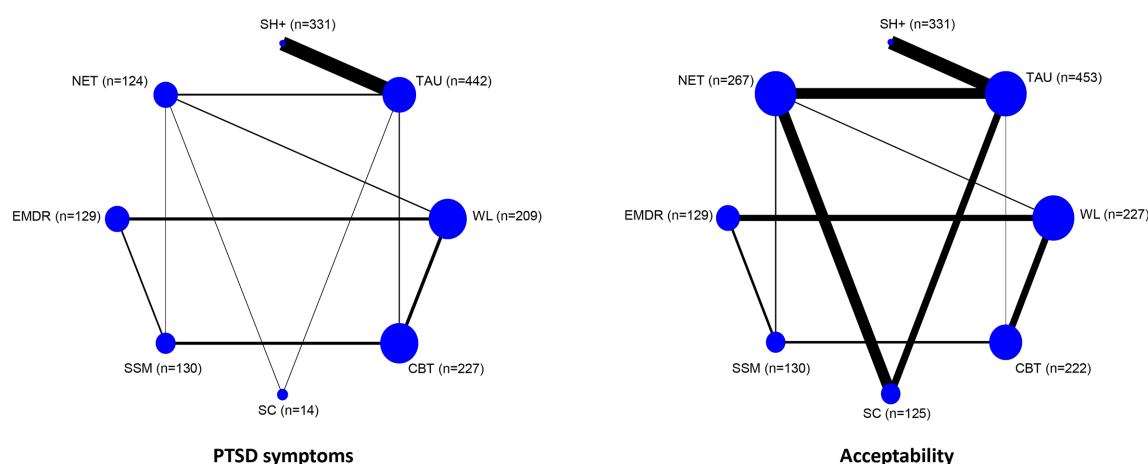 SH+ (n=331)
NET (n=124)
TAU (n=442)
EMDR (n=129)
WL (n=209)
SSM (n=130)
CBT (n=227)
SC (n=14)
PTSD symptoms
SH+ (n=331)
NET (n=267)
TAU (n=453)
EMDR (n=129)
WL (n=227)
SSM (n=130)
CBT (n=222)
SC (n=125)
Acceptability